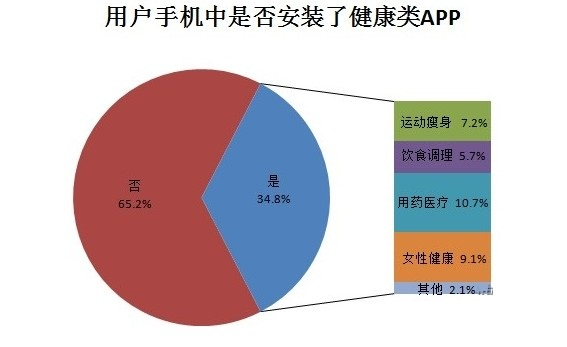 用户手机中是否安装了健康类APP
否
65.2%
是
34.8%
运动瘦身 7.2%
饮食调理 5.7%
用药医疗 10.7%
女性健康 9.1%
其他 2.1%